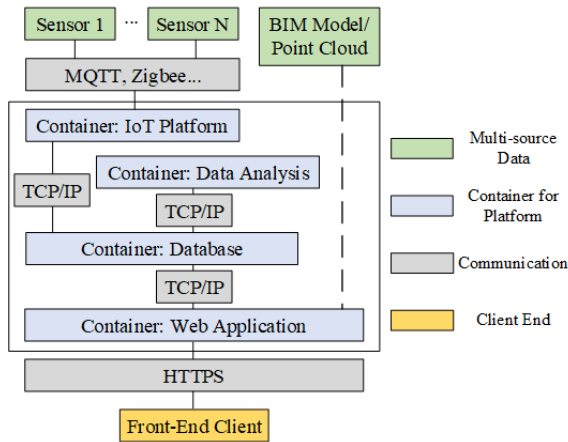 Sensor 1 ... Sensor N
BIM Model/
Point Cloud
MQTT, Zigbee...
Container: IoT Platform
Container: Data Analysis
TCP/IP
TCP/IP
Container: Database
TCP/IP
Container: Web Application
HTTPS
Front-End Client
Multi-source
Data
Container for
Platform
Communication
Client End